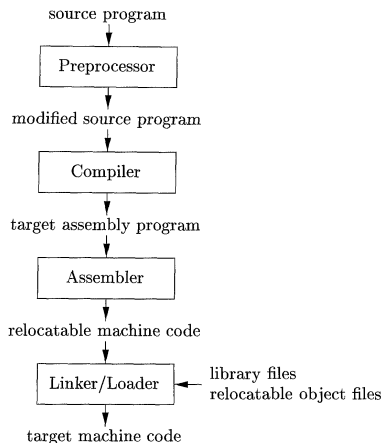 source program
Preprocessor
modified source program
Compiler
target assembly program
Assembler
relocatable machine code
Linker/Loader
library files
relocatable object files
target machine code